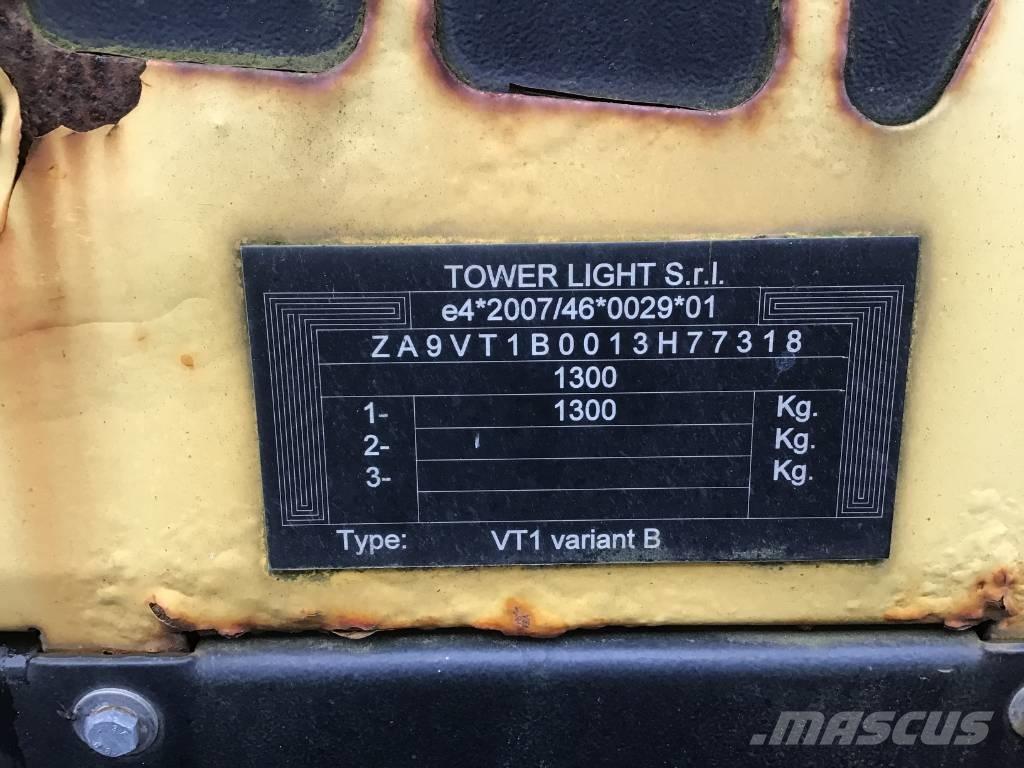 TOWER LIGHT S.r.l.
e4*2007/46*0029*01
ZA9VT1B0013H77318
1300
1- 1300 Kg.
2- Kg.
3- Kg.
Type: VT1 variant B
MASCUS